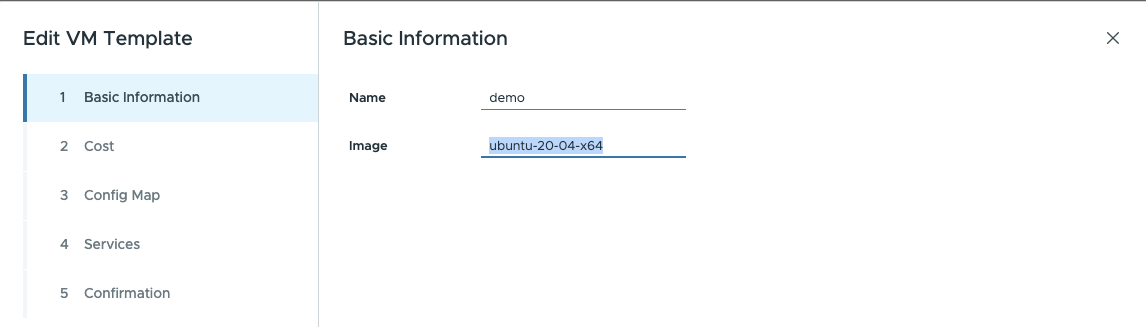 Edit VM Template
1 Basic Information
2 Cost
3 Config Map
4 Services
5 Confirmation
Basic Information
Name demo
Image ubuntu-20-04-x64